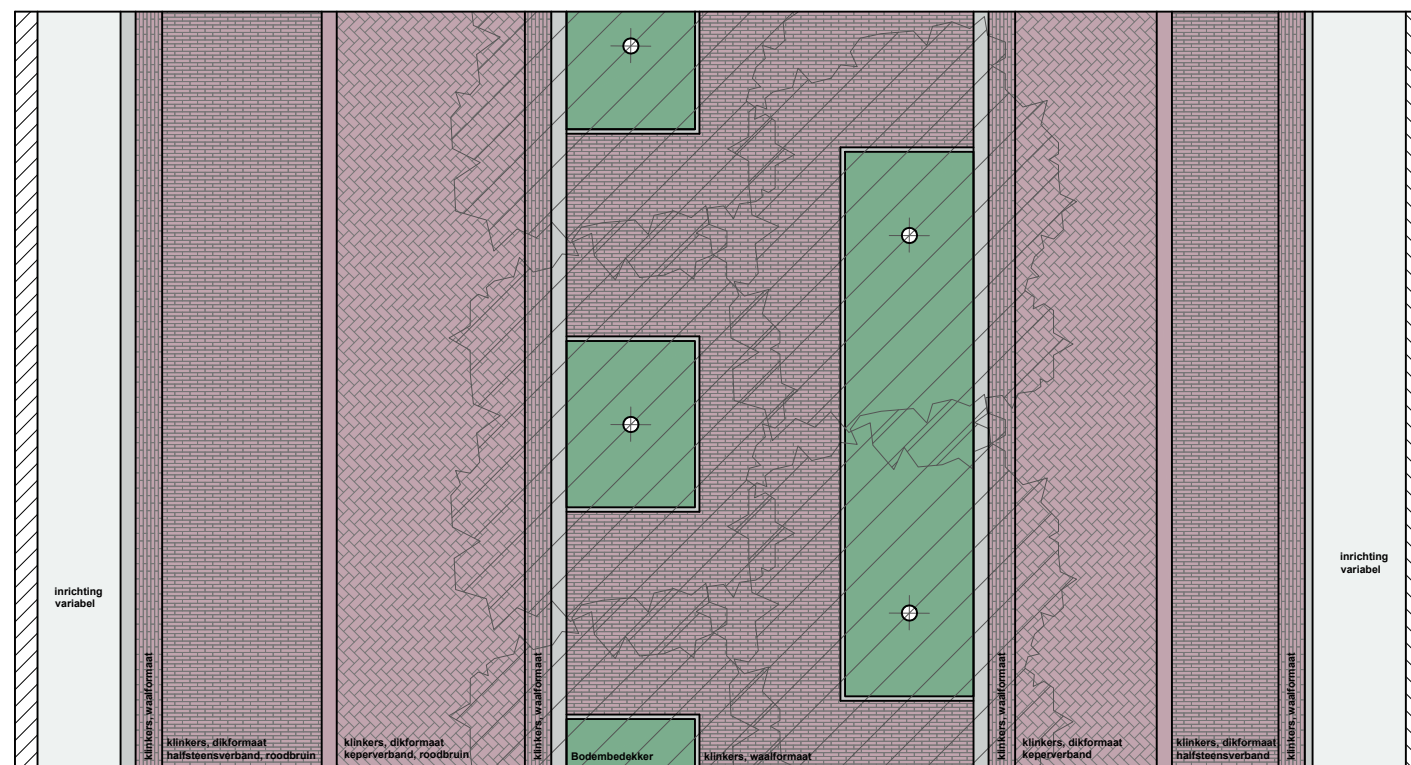 inrichting
variabel
klinkers, waalformaat
klinkers, dikformaat
halfsteensverband, roodbruin
klinkers, dikformaat
keperverband, roodbruin
klinkers, waalformaat
Bodembedekker
klinkers, waalformaat
klinkers, waalformaat
klinkers, dikformaat
keperverband
klinkers, dikformaat
halfsteensverband
klinkers, waalformaat
inrichting
variabel